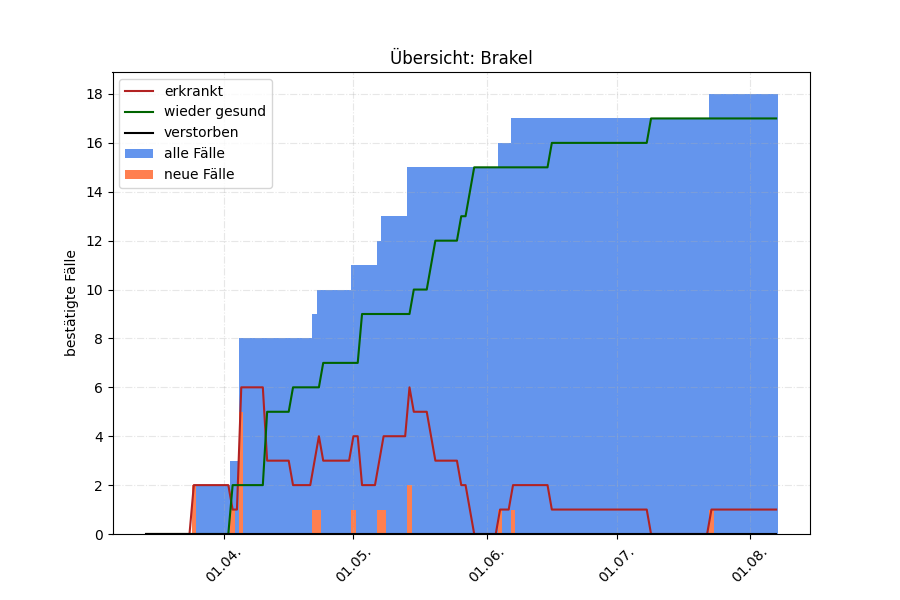 Übersicht: Brakel
erkrankt
wieder gesund
verstorben
alle Fälle
neue Fälle
bestätigte Fälle
18
16
14
12
10
8
6
4
2
0
01.04.
01.05.
01.06.
01.07.
01.08.